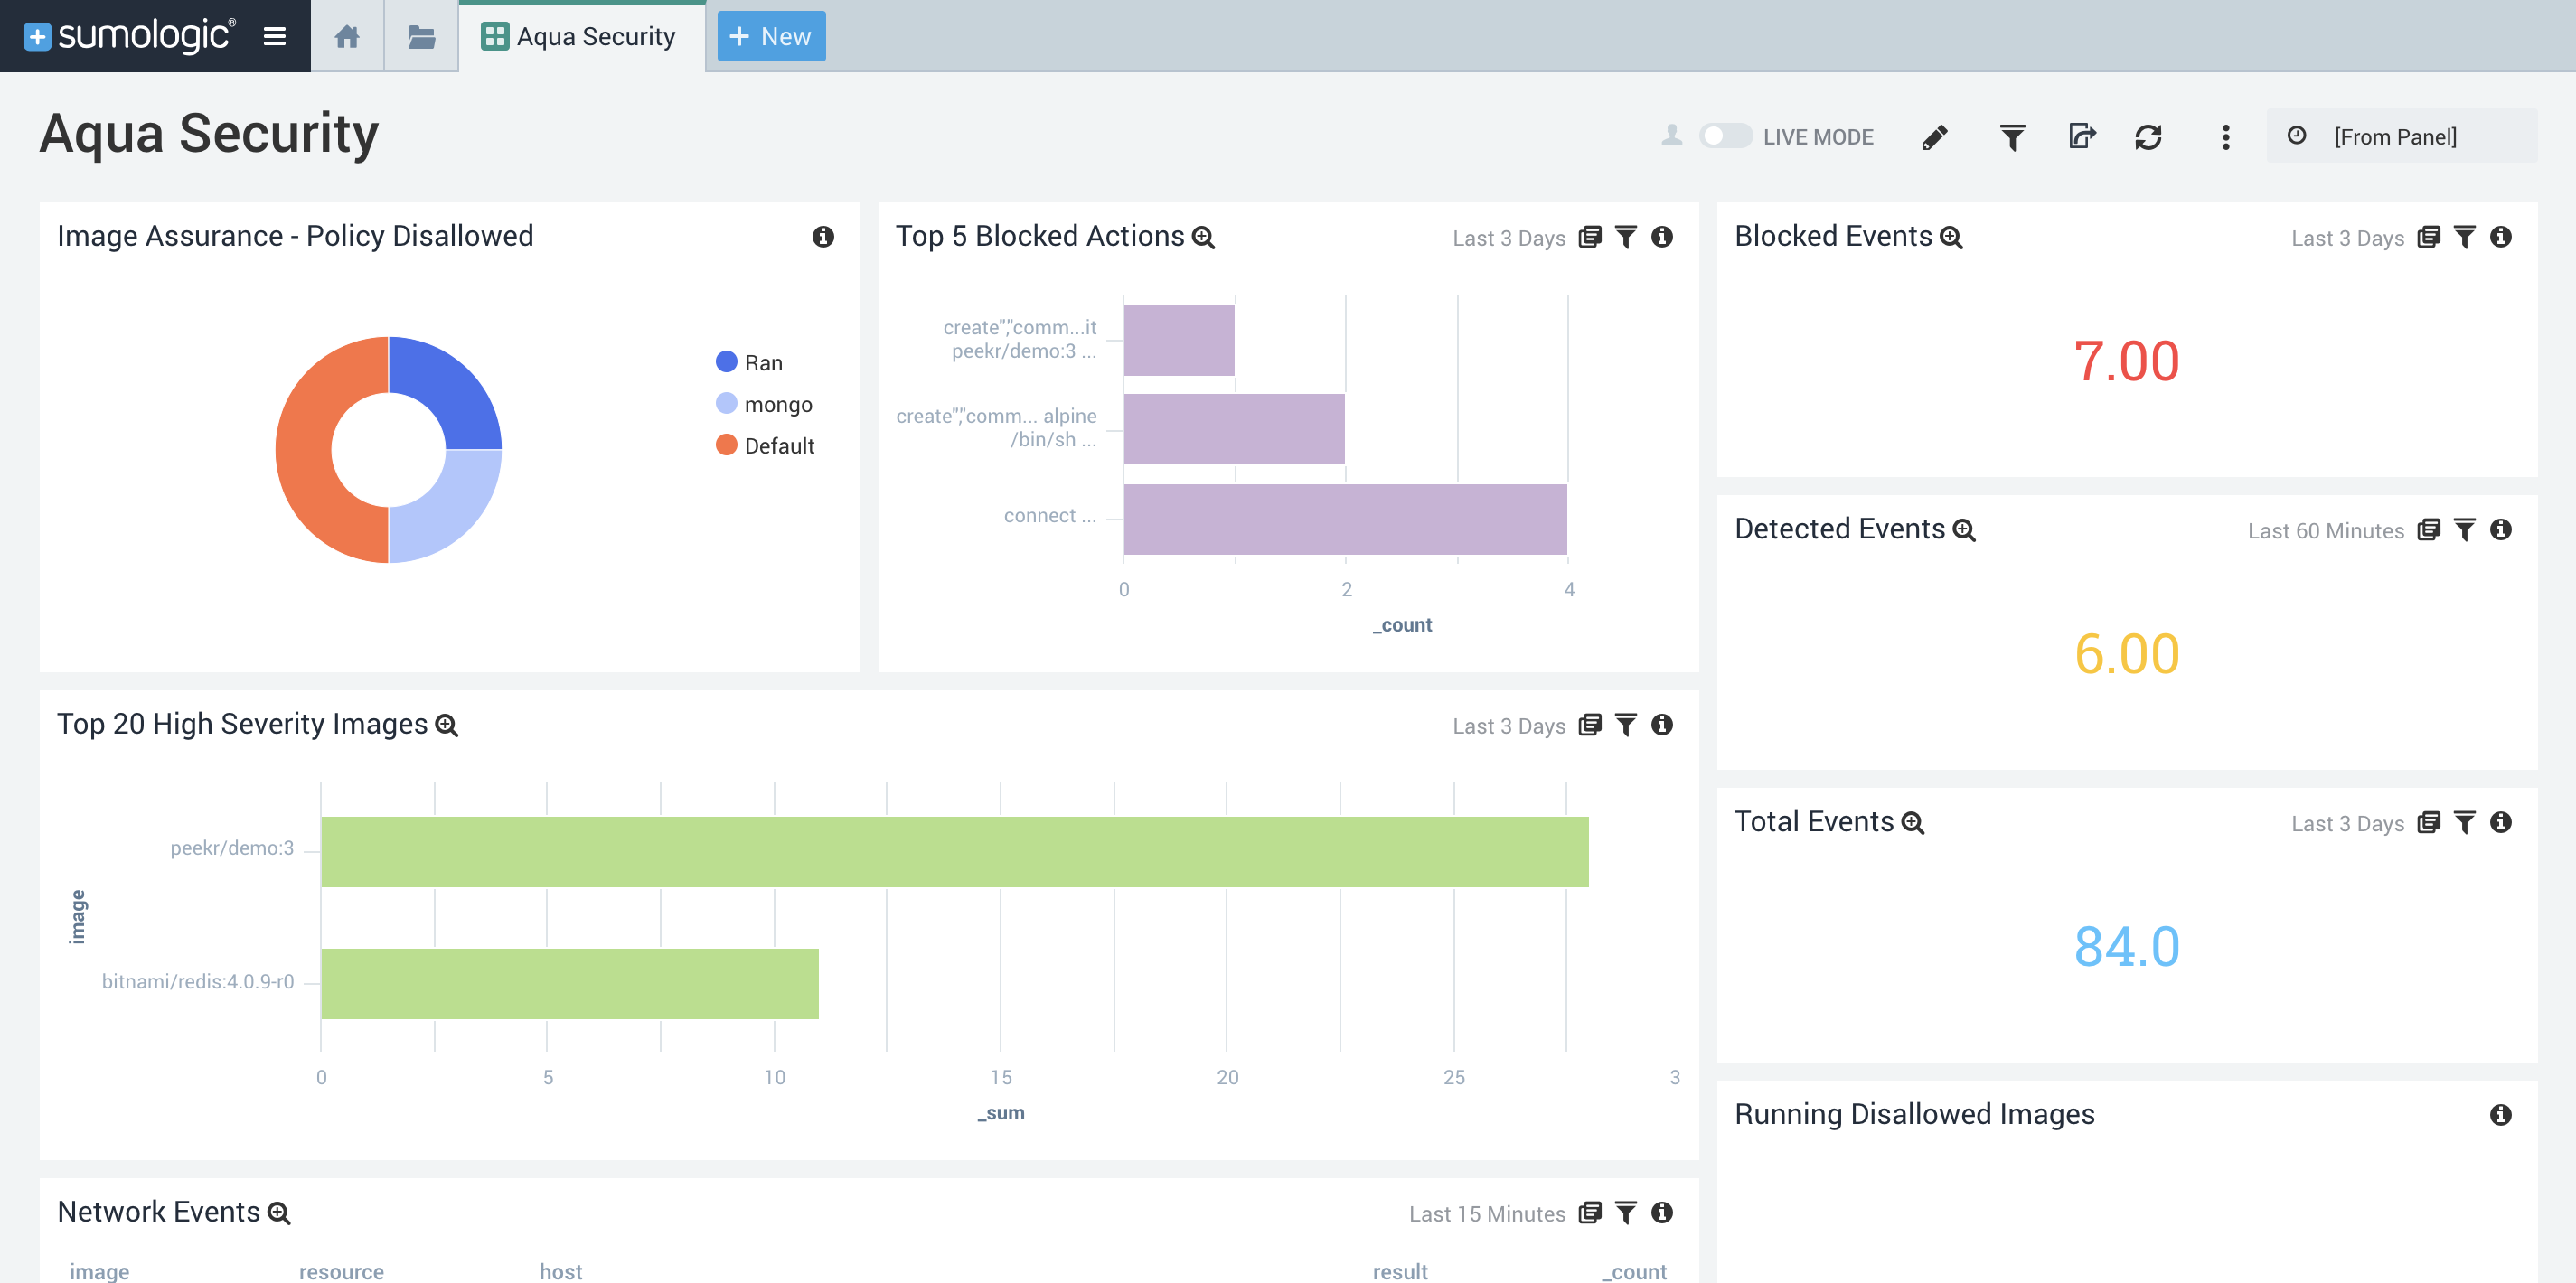 sumologic®
Aqua Security
+ New
Aqua Security
LIVE MODE
[From Panel]
Image Assurance - Policy Disallowed
Ran
mongo
Default
Top 5 Blocked Actions
Last 3 Days
create","comm...it
peekr/demo:3 ...
create","comm... alpine
/bin/sh ...
connect ...
0 2 4
_count
Blocked Events
Last 3 Days
7.00
Detected Events
Last 60 Minutes
6.00
Top 20 High Severity Images
Last 3 Days
image
peekr/demo:3
bitnami/redis:4.0.9-r0
0 5 10 15 20 25 3
_sum
Total Events
Last 3 Days
84.0
Running Disallowed Images
Network Events
Last 15 Minutes
image resource host result _count